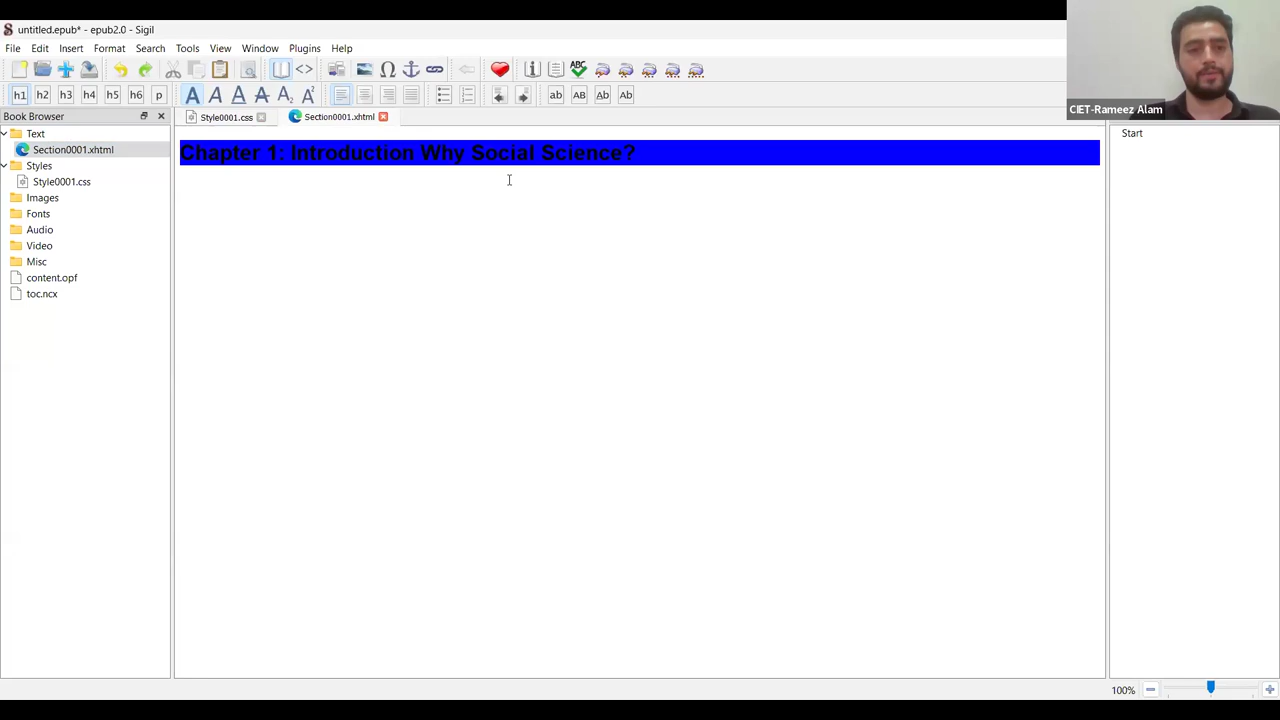 untitled.epub* - epub2.0 - Sigil
File Edit Insert Format Search Tools View Window Plugins Help
ABC
h1 h2 h3 h4 h5 h6 p A A A A A2 A2 ab AB Ab Ab
CIET-Rameez Alam
Book Browser
Style0001.css Section0001.xhtml
Text
Section0001.xhtml
Styles
Style0001.css
Images
Fonts
Audio
Video
Misc
content.opf
toc.ncx
Chapter 1: Introduction Why Social Science?
Start
100%